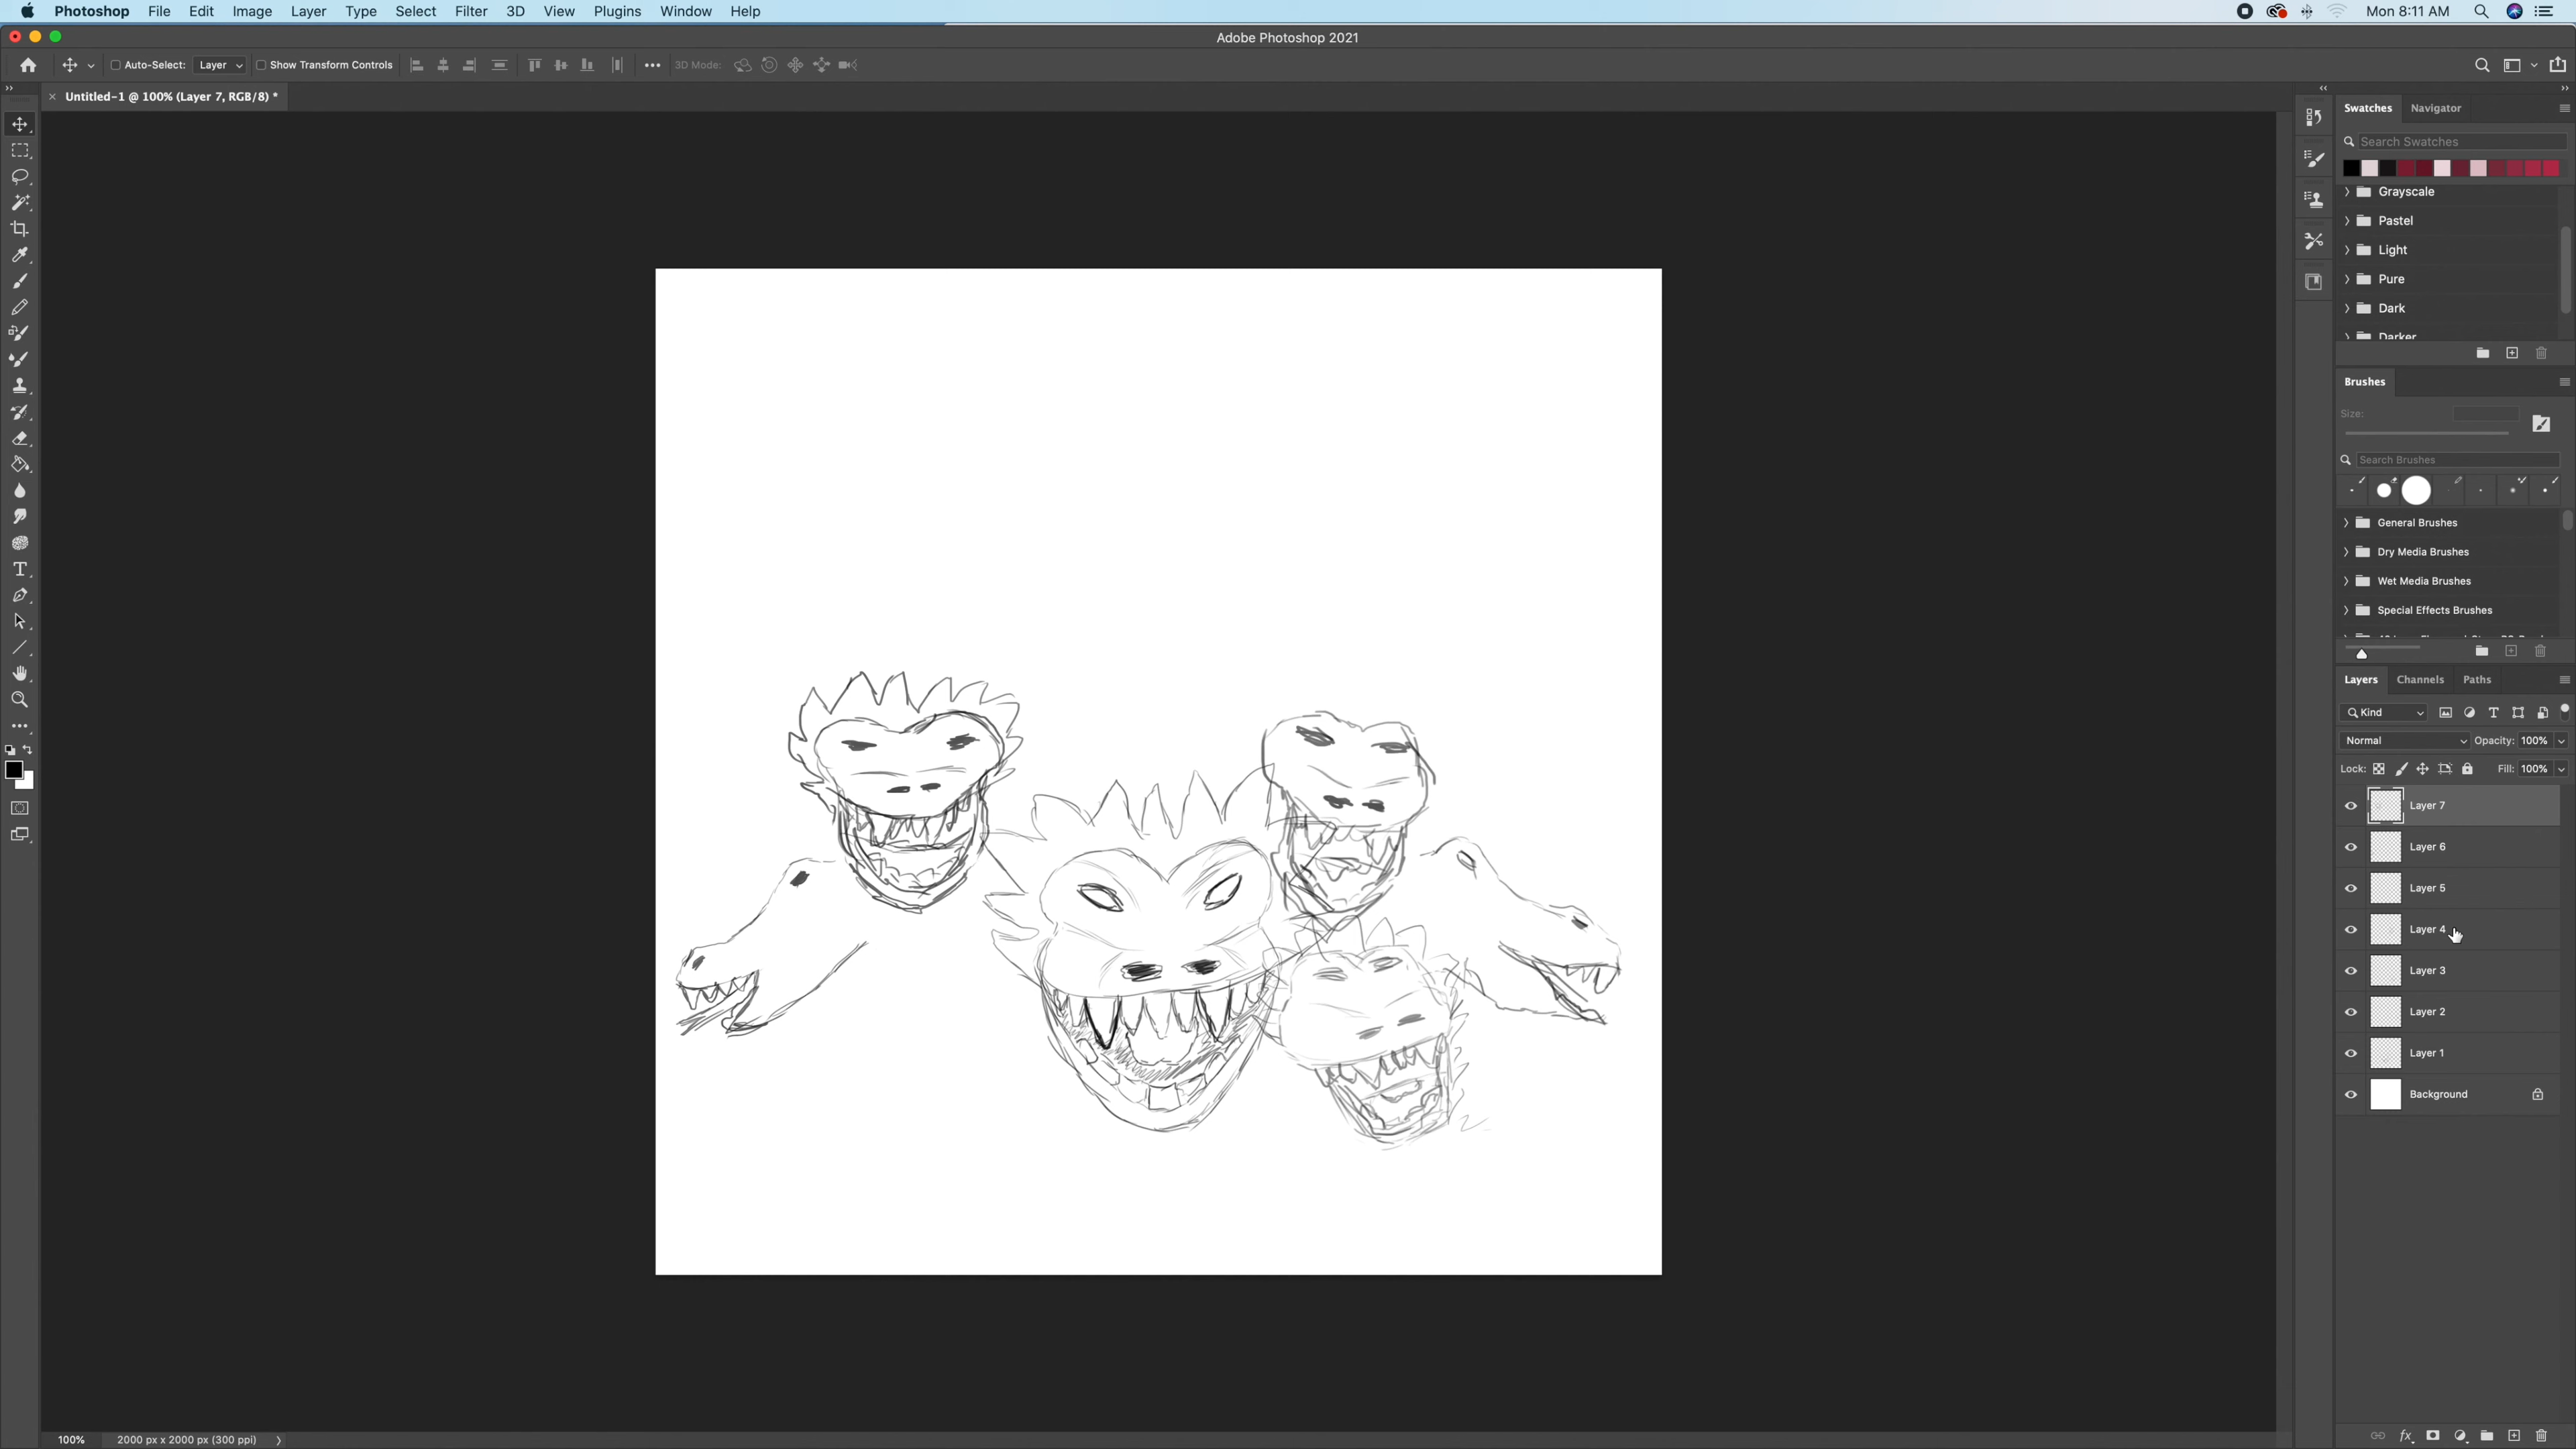 Photoshop File Edit Image Layer Type Select Filter 3D View Plugins Window Help Mon 8:11 AM
Adobe Photoshop 2021
Auto-Select: Layer Show Transform Controls 3D Mode:
Untitled-1 @ 100% (Layer 7, RGB/8) *
Swatches Navigator
Search Swatches
Grayscale
Pastel
Light
Pure
Dark
Darker
Brushes
Size:
Search Brushes
General Brushes
Dry Media Brushes
Wet Media Brushes
Special Effects Brushes
Layers Channels Paths
Kind
Normal Opacity: 100%
Lock: Fill: 100%
Layer 7
Layer 6
Layer 5
Layer 4
Layer 3
Layer 2
Layer 1
Background
fx
100% 2000 px x 2000 px (300 ppi)